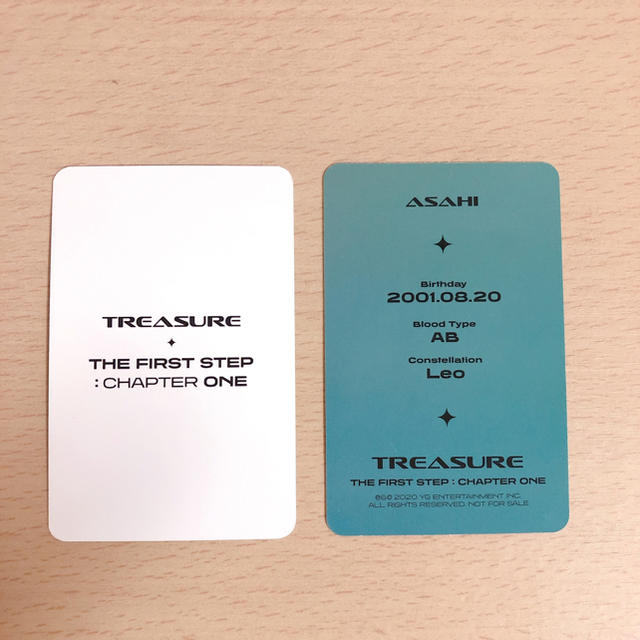 TREASURE
THE FIRST STEP
: CHAPTER ONE
ASAHI
Birthday
2001.08.20
Blood Type
AB
Constellation
Leo
TREASURE
THE FIRST STEP : CHAPTER ONE
℗&© 2020 YG ENTERTAINMENT INC.
ALL RIGHTS RESERVED. NOT FOR SALE